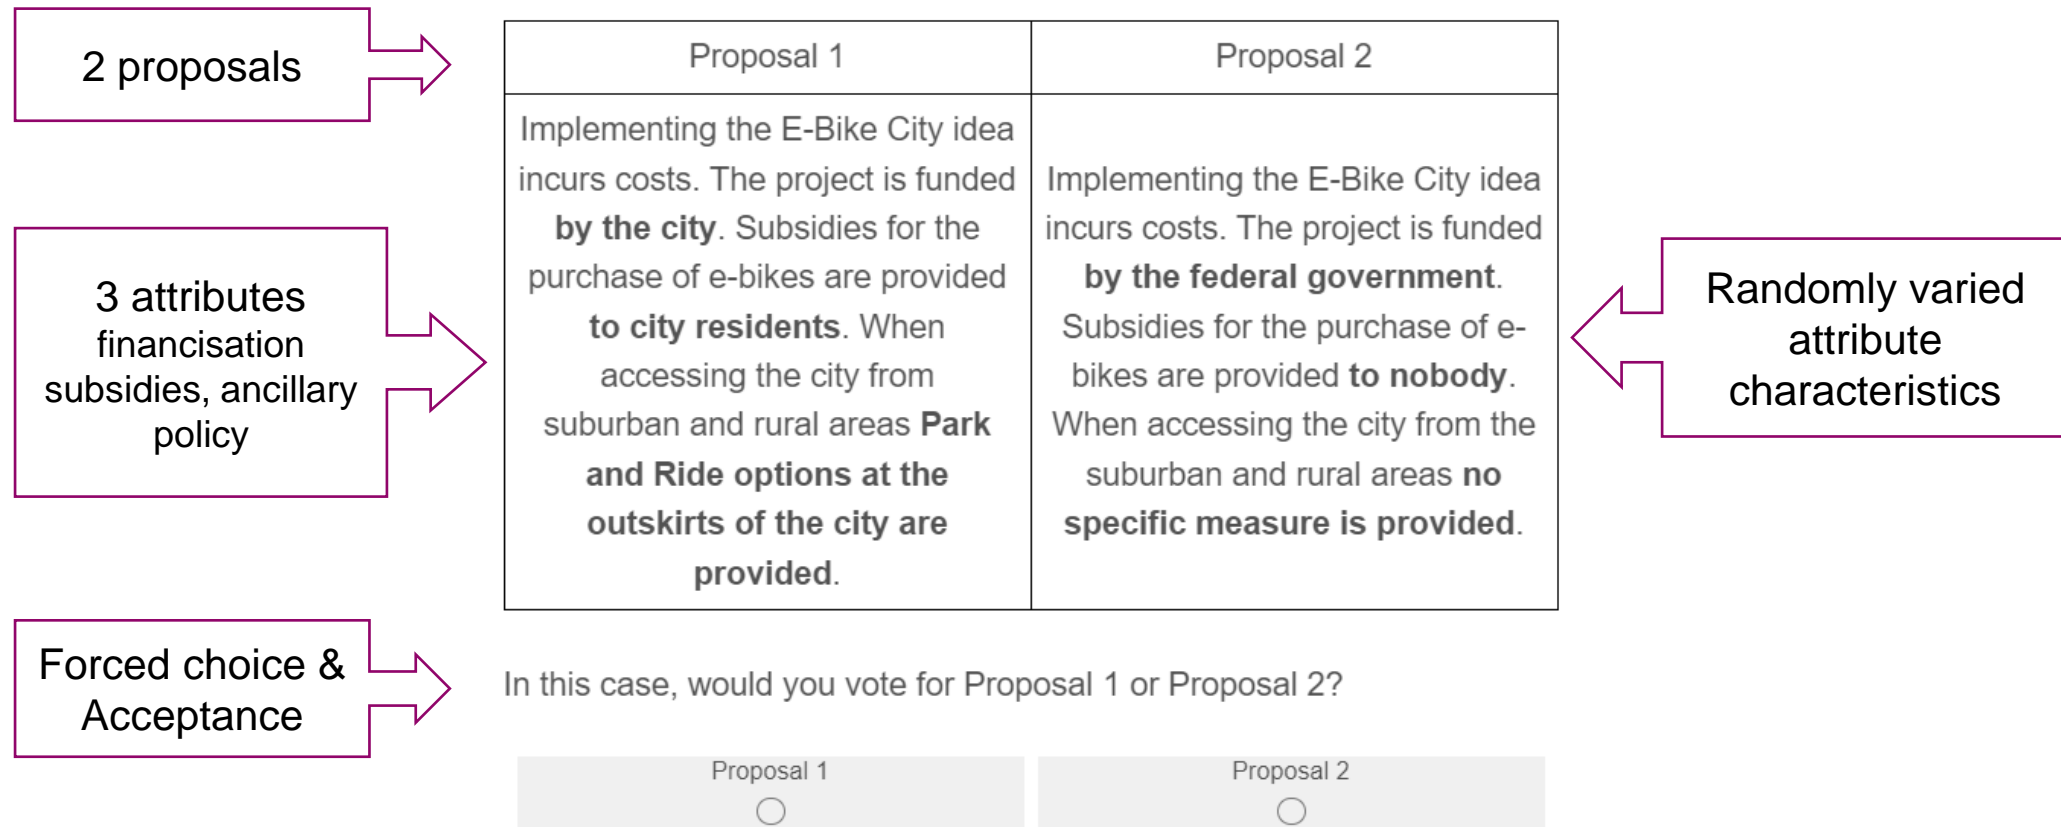 2 proposals
3 attributes
financisation
subsidies, ancillary
policy
Forced choice &
Acceptance
Proposal 1
Implementing the E-Bike City idea
incurs costs. The project is funded
by the city. Subsidies for the
purchase of e-bikes are provided
to city residents. When
accessing the city from
suburban and rural areas Park
and Ride options at the
outskirts of the city are
provided.
Proposal 2
Implementing the E-Bike City idea
incurs costs. The project is funded
by the federal government.
Subsidies for the purchase of e-
bikes are provided to nobody.
When accessing the city from the
suburban and rural areas no
specific measure is provided.
Randomly varied
attribute
characteristics
In this case, would you vote for Proposal 1 or Proposal 2?
Proposal 1
Proposal 2